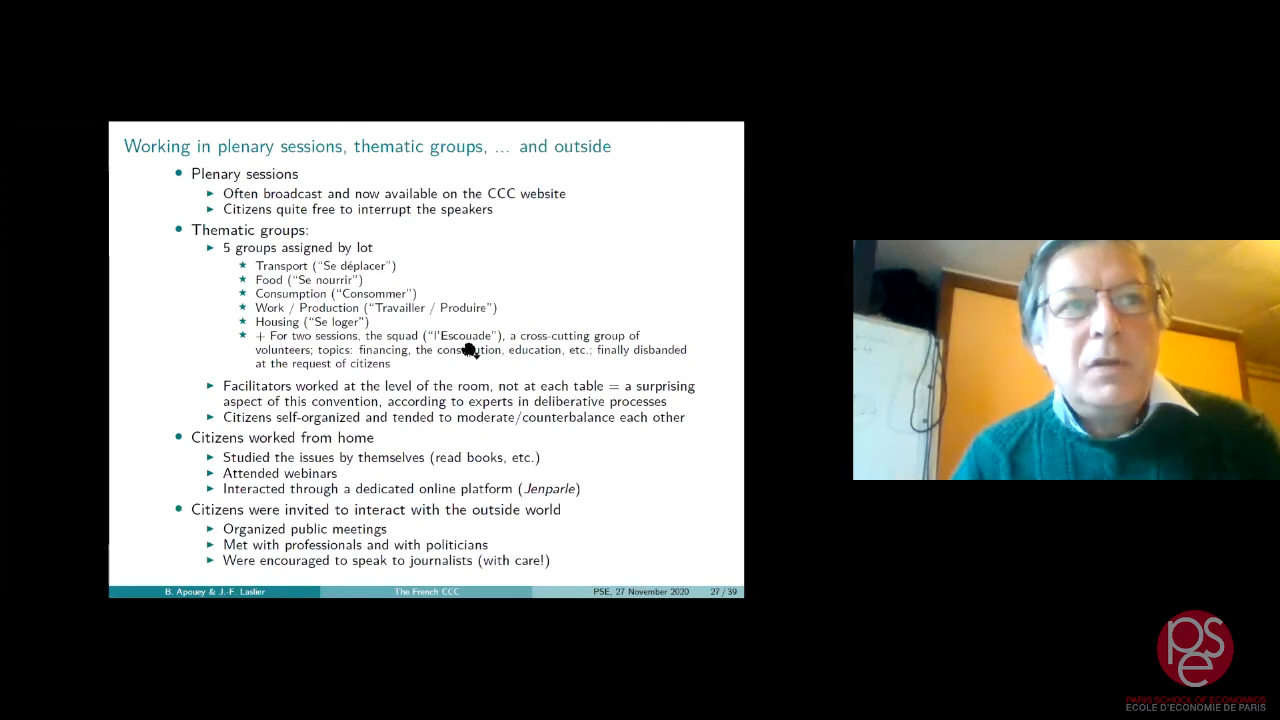 Working in plenary sessions, thematic groups, ... and outside
Plenary sessions
Often broadcast and now available on the CCC website
Citizens quite free to interrupt the speakers
Thematic groups:
5 groups assigned by lot
Transport (“Se déplacer”)
Food (“Se nourrir”)
Consumption (“Consommer”)
Work / Production (“Travailler / Produire”)
Housing (“Se loger”)
+ For two sessions, the squad (“l'Escouade”), a cross-cutting group of
volunteers; topics: financing, the constitution, education, etc.; finally disbanded
at the request of citizens
Facilitators worked at the level of the room, not at each table = a surprising
aspect of this convention, according to experts in deliberative processes
Citizens self-organized and tended to moderate/counterbalance each other
Citizens worked from home
Studied the issues by themselves (read books, etc.)
Attended webinars
Interacted through a dedicated online platform (Jenparle)
Citizens were invited to interact with the outside world
Organized public meetings
Met with professionals and with politicians
Were encouraged to speak to journalists (with care!)
B. Apouey & J.-F. Laslier The French CCC PSE, 27 November 2020 27 / 39
pse
PARIS SCHOOL OF ECONOMICS
ECOLE D'ECONOMIE DE PARIS